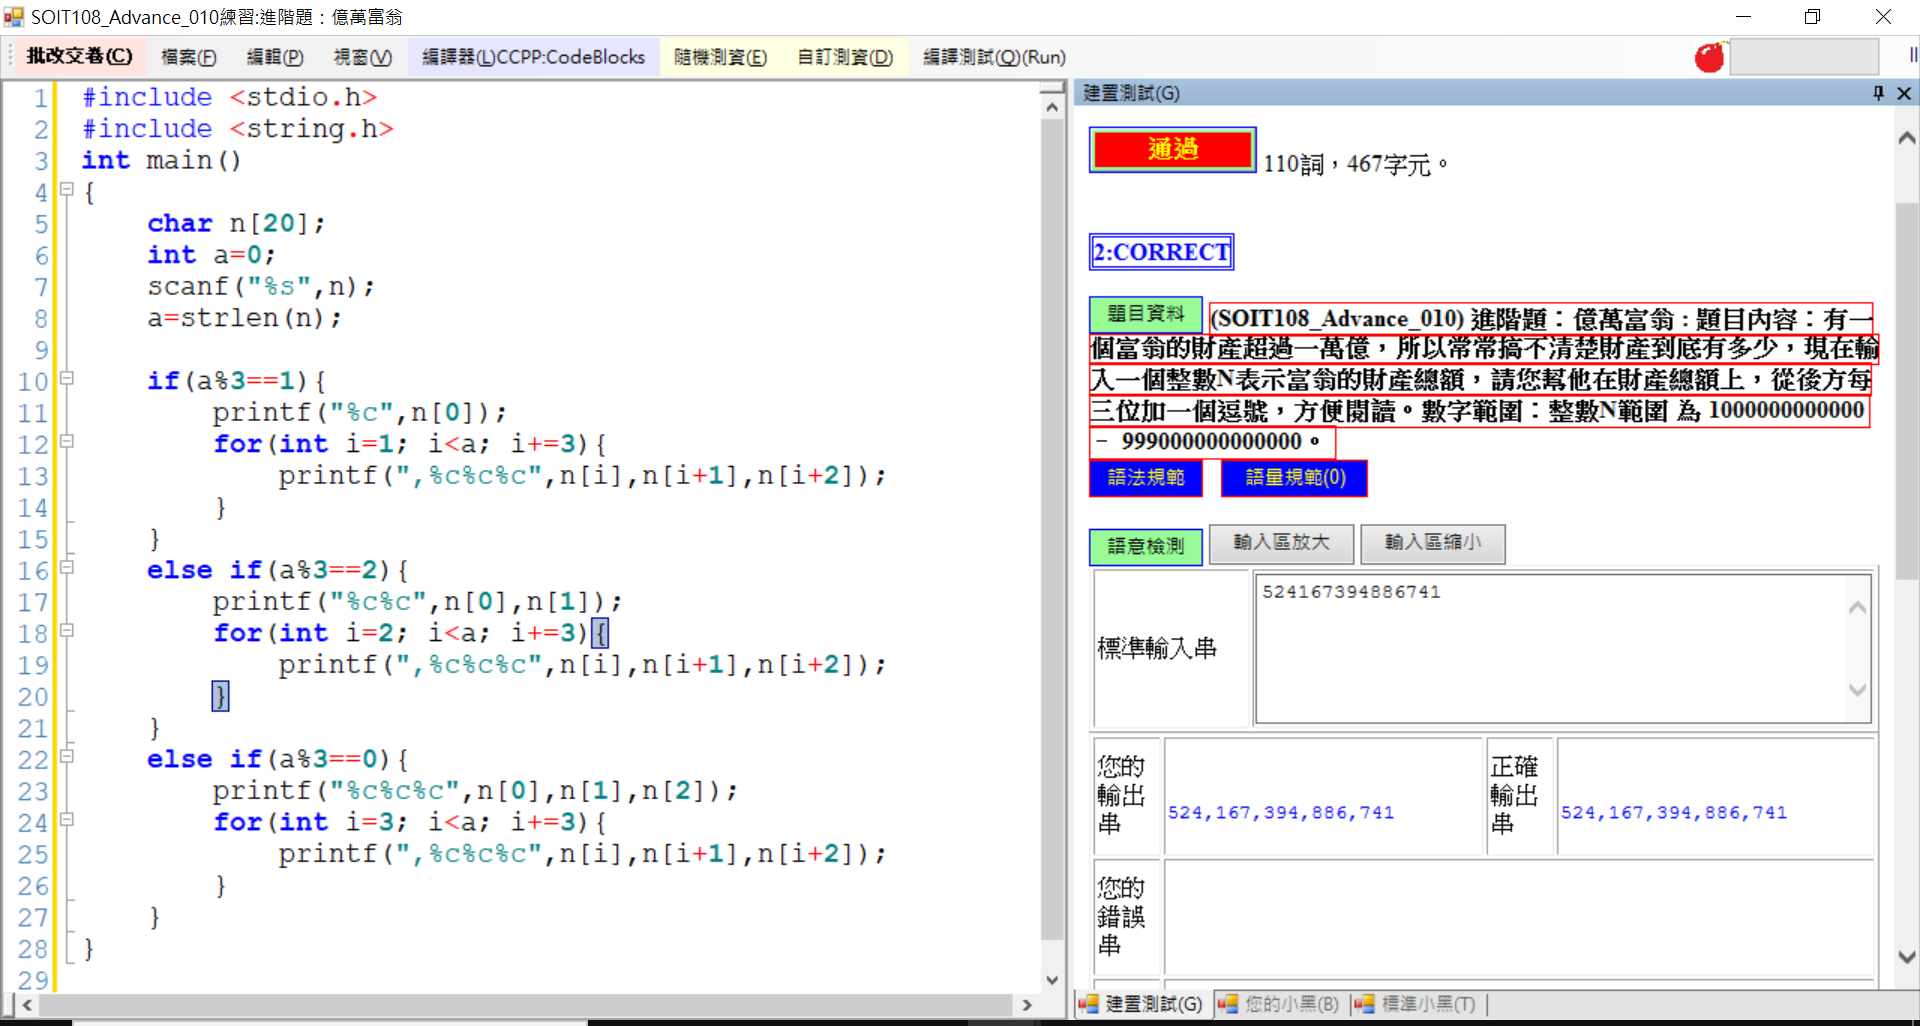 SOIT108_Advance_010練習:進階題：億萬富翁
批改交卷(C) 檔案(F) 編輯(P) 視窗(V) 編譯器(L)CCPP:CodeBlocks 隨機測資(E) 自訂測資(D) 編譯測試(Q)(Run)
1 #include <stdio.h>
2 #include <string.h>
3 int main()
4 {
5 char n[20];
6 int a=0;
7 scanf("%s",n);
8 a=strlen(n);
9
10 if(a%3==1){
11 printf("%c",n[0]);
12 for(int i=1; i<a; i+=3){
13 printf(",%c%c%c",n[i],n[i+1],n[i+2]);
14 }
15 }
16 else if(a%3==2){
17 printf("%c%c",n[0],n[1]);
18 for(int i=2; i<a; i+=3){
19 printf(",%c%c%c",n[i],n[i+1],n[i+2]);
20 }
21 }
22 else if(a%3==0){
23 printf("%c%c%c",n[0],n[1],n[2]);
24 for(int i=3; i<a; i+=3){
25 printf(",%c%c%c",n[i],n[i+1],n[i+2]);
26 }
27 }
28 }
29
建置測試(G)
通過 110詞，467字元。
2:CORRECT
題目資料 (SOIT108_Advance_010) 進階題：億萬富翁 : 題目內容：有一
個富翁的財產超過一萬億，所以常常搞不清楚財產到底有多少，現在輸
入一個整數N表示富翁的財產總額，請您幫他在財產總額上，從後方每
三位加一個逗號，方便閱讀。數字範圍：整數N範圍 為 1000000000000
– 999000000000000。
語法規範 語量規範(0)
語意檢測 輸入區放大 輸入區縮小
標準輸入串
524167394886741
您的
輸出
串
524,167,394,886,741
正確
輸出
串
524,167,394,886,741
您的
錯誤
串
建置測試(G) 您的小黑(B) 標準小黑(T)